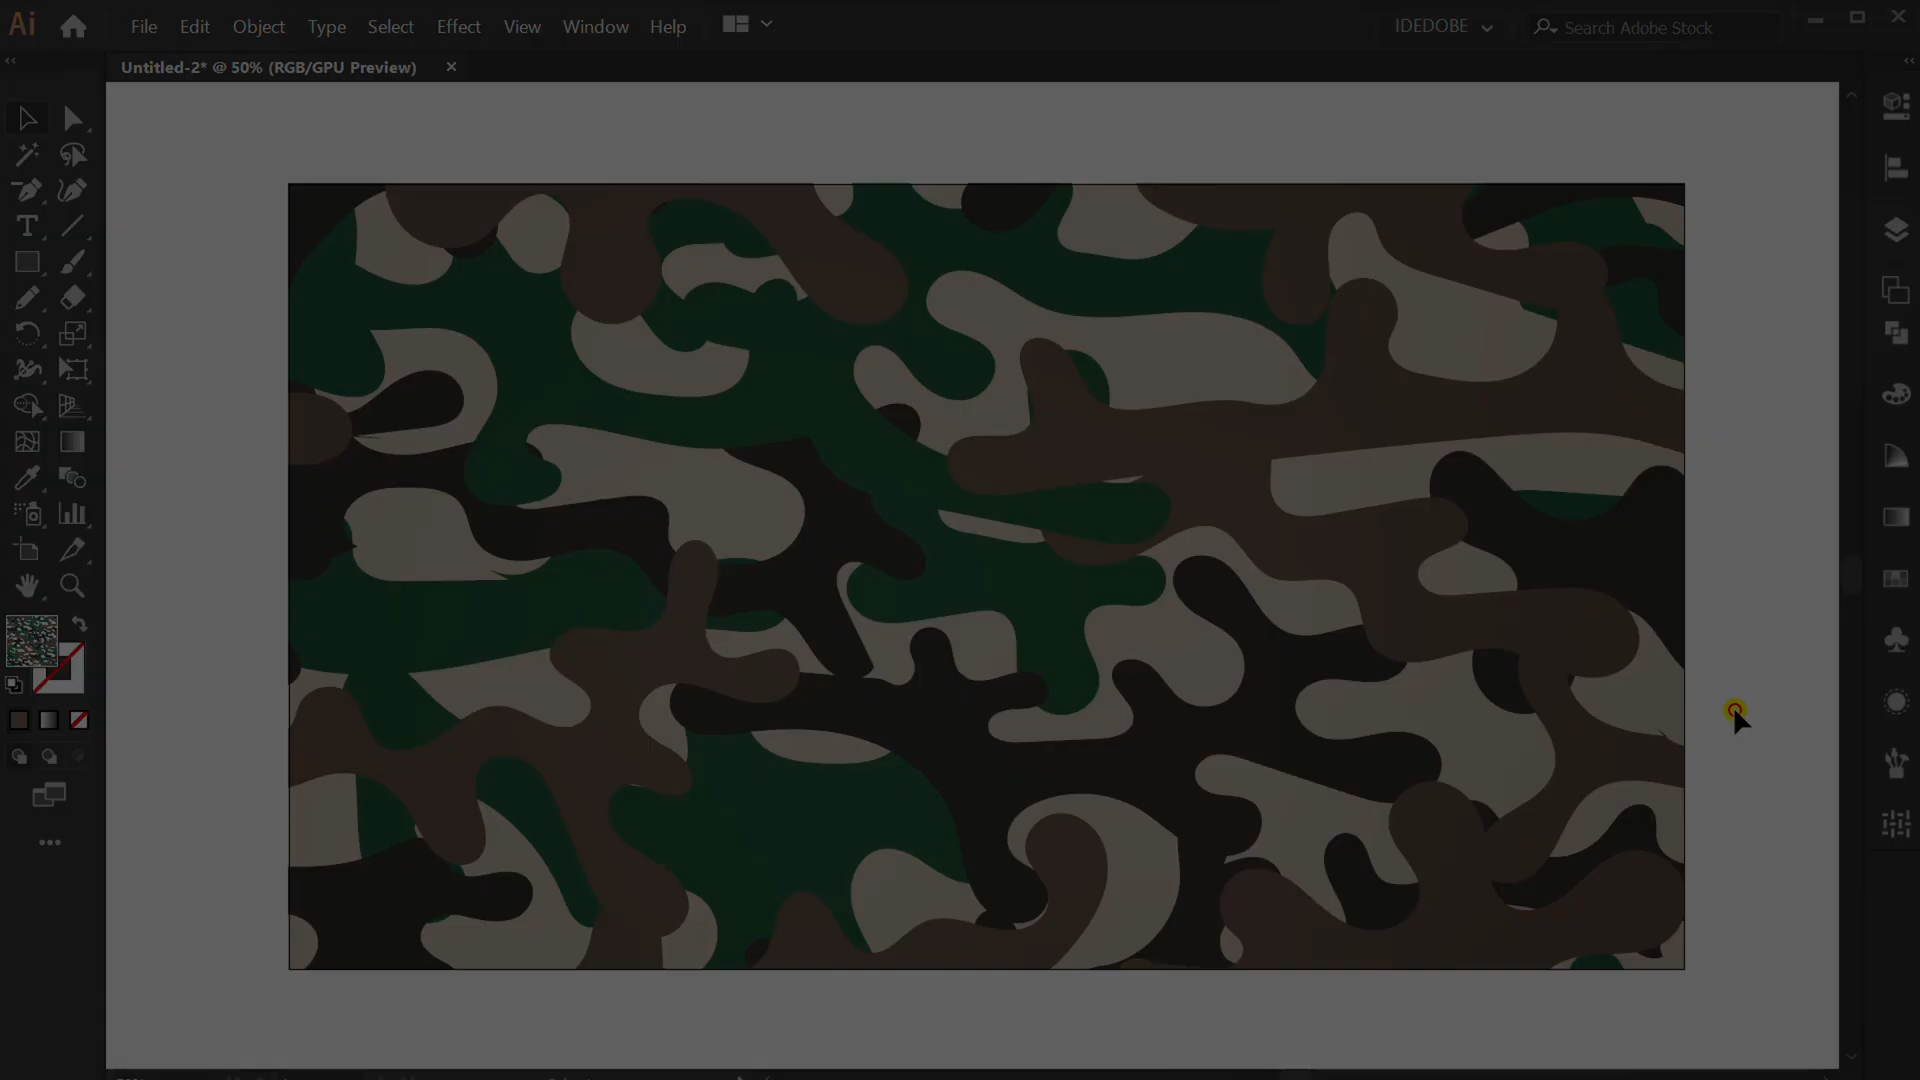 Ai File Edit Object Type Select Effect View Window Help IDEDOBE Search Adobe Stock
Untitled-2* @ 50% (RGB/GPU Preview)